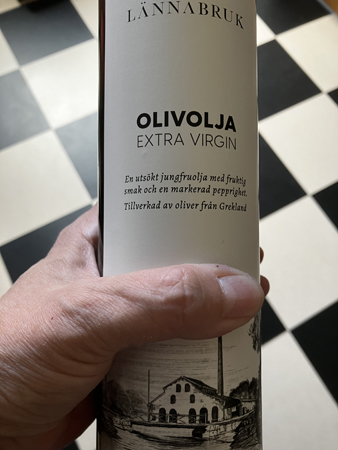 LÄNNABRUK
OLIVOLJA
EXTRA VIRGIN
En utsökt jungfruolja med fruktig
smak och en markerad pepprighet.
Tillverkad av oliver från Grekland